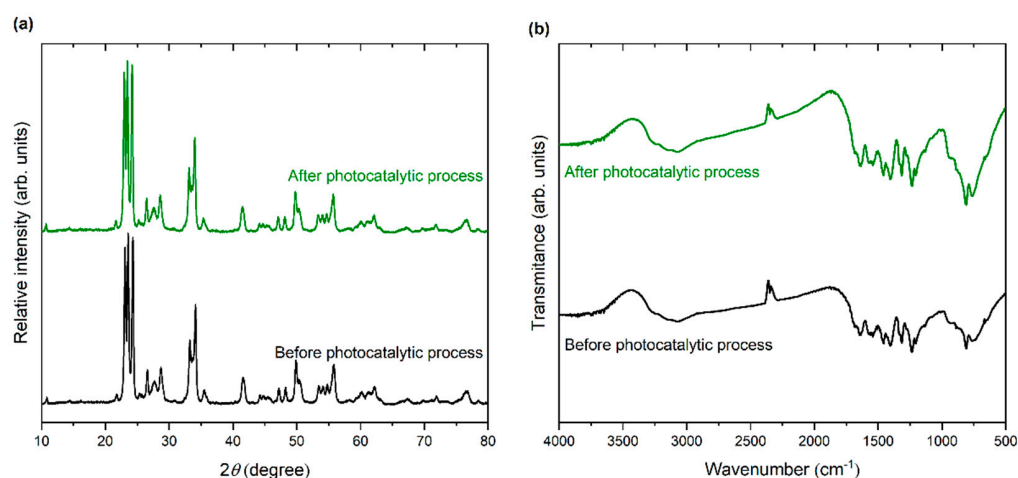 (a)
Relative intensity (arb. units)
After photocatalytic process
Before photocatalytic process
10 20 30 40 50 60 70 80
2θ (degree)
(b)
Transmitance (arb. units)
After photocatalytic process
Before photocatalytic process
4000 3500 3000 2500 2000 1500 1000 500
Wavenumber (cm⁻¹)